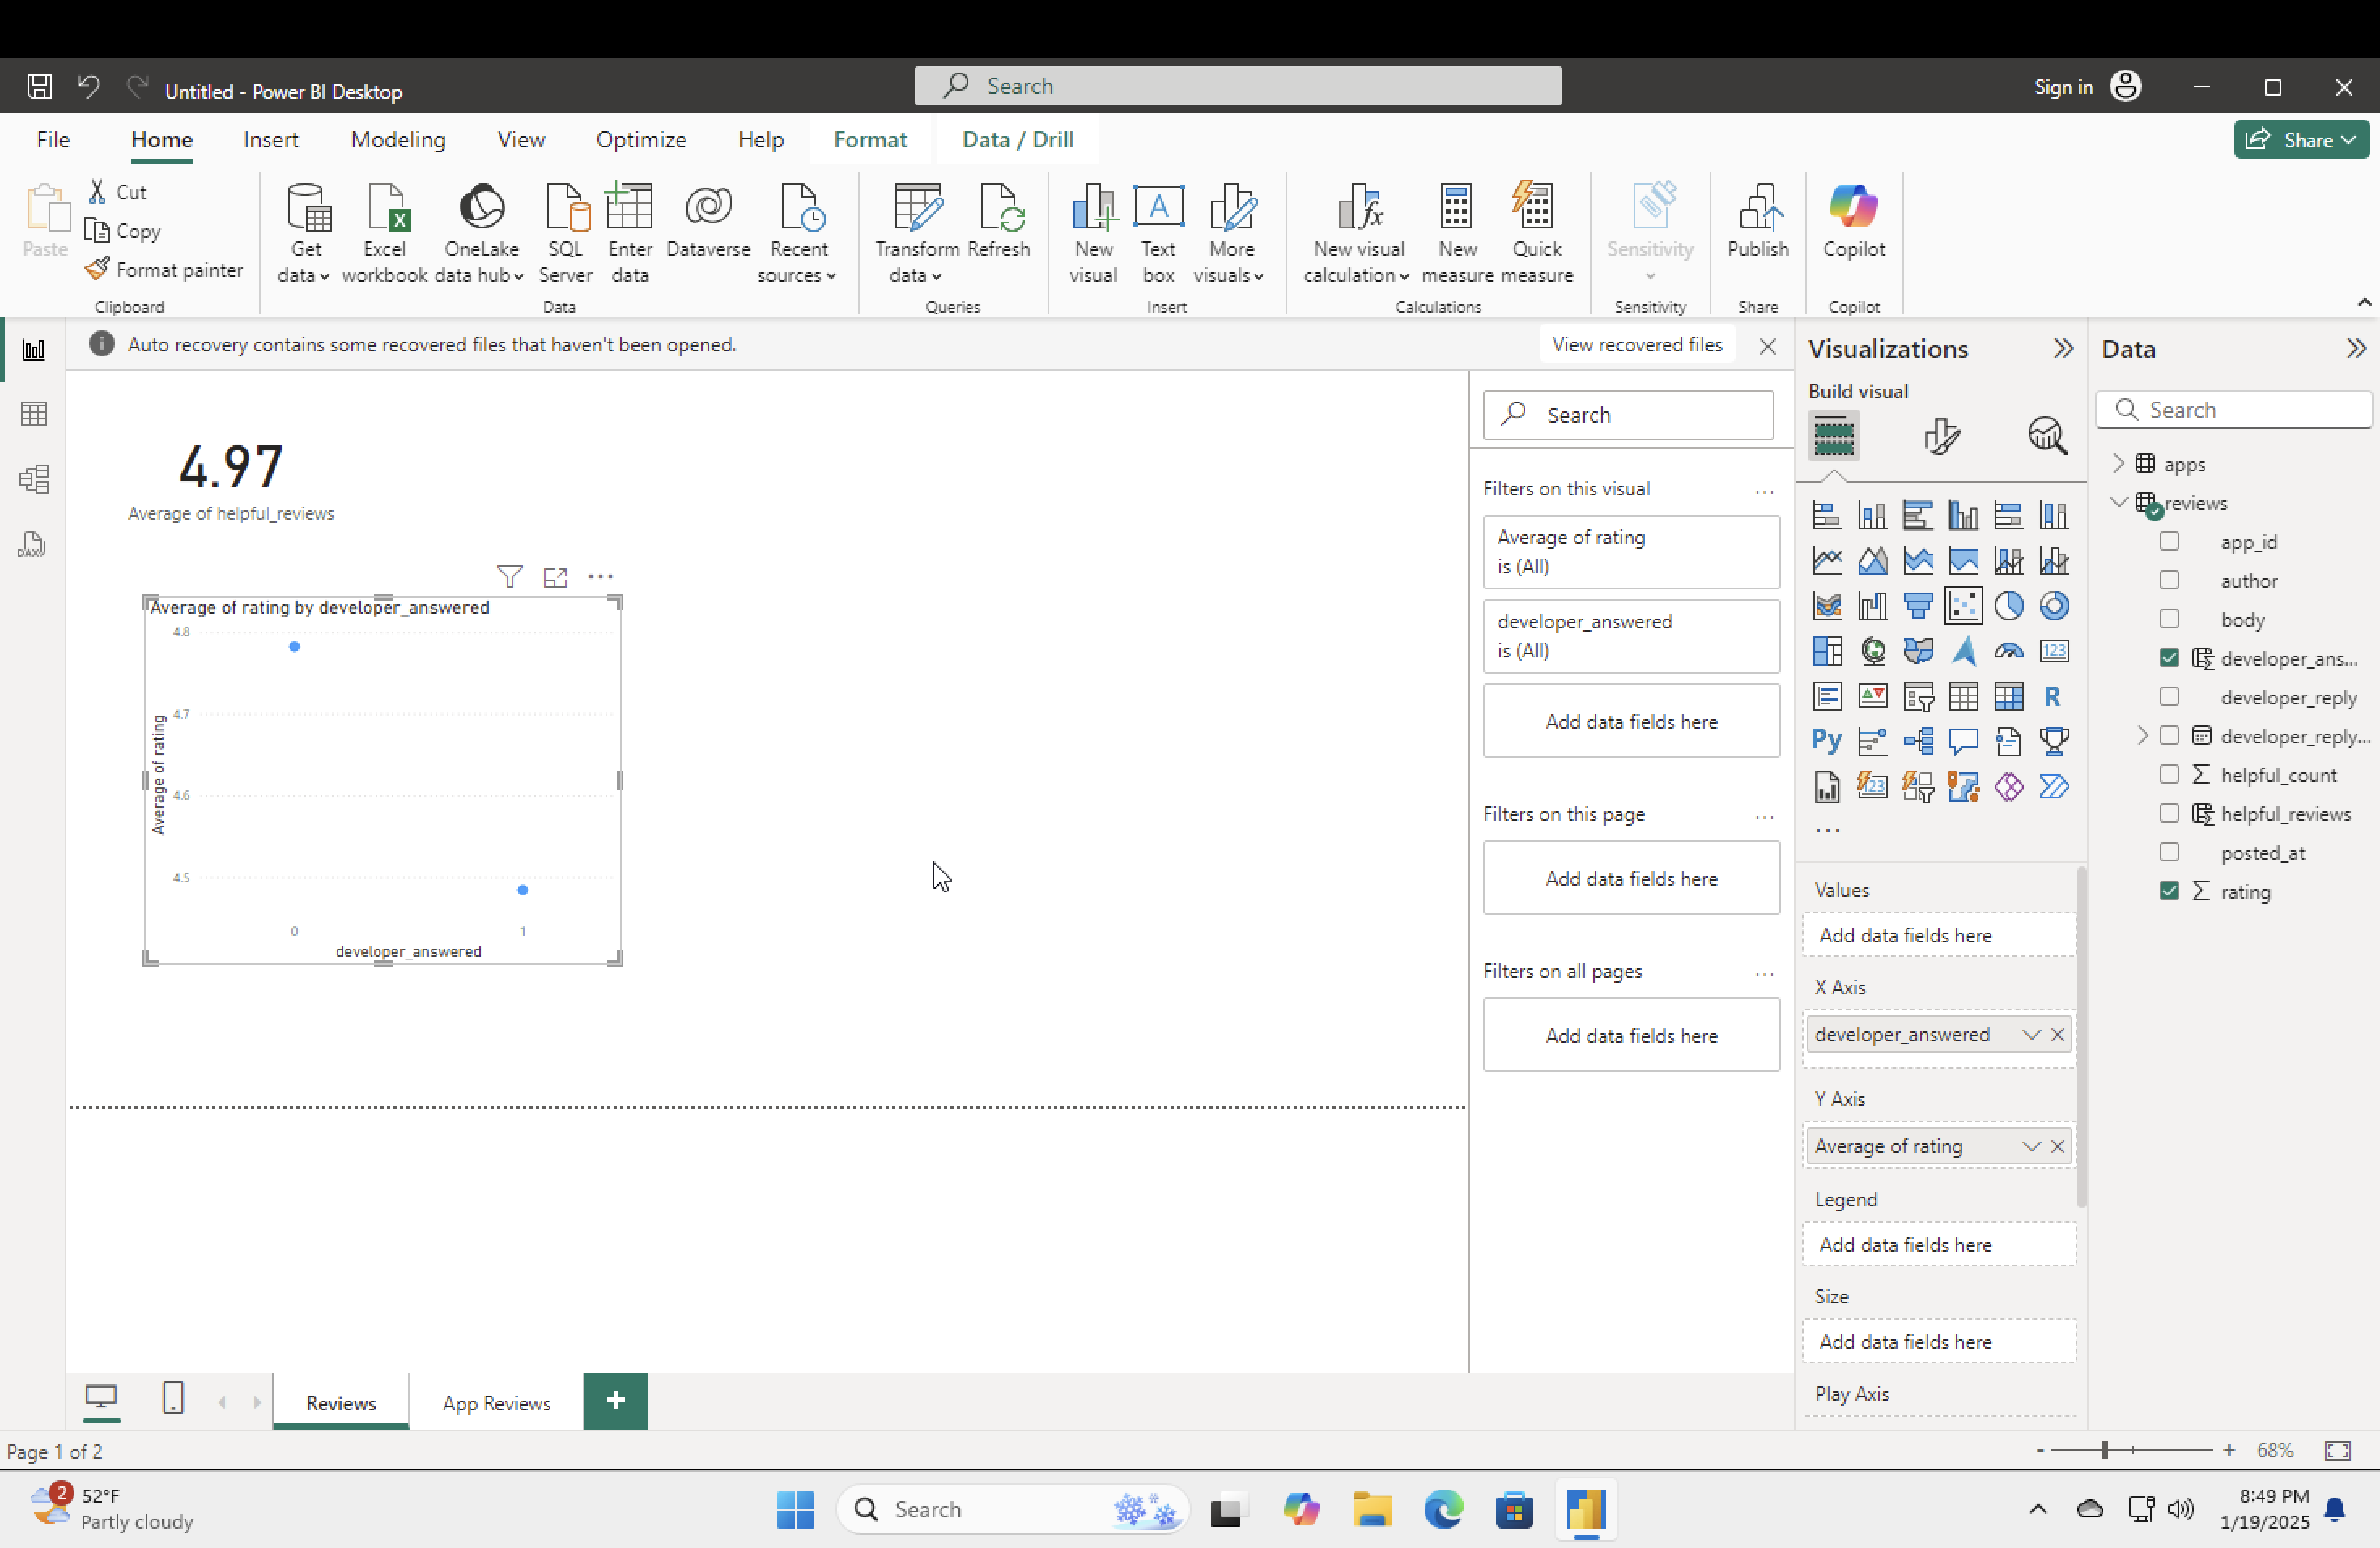 Untitled - Power BI Desktop
Search
Sign in
File
Home
Insert
Modeling
View
Optimize
Help
Format
Data / Drill
Share
Paste
Cut
Copy
Format painter
Clipboard
Get data
Excel workbook
OneLake data hub
SQL Server
Enter data
Dataverse
Recent sources
Data
Transform data
Refresh
Queries
New visual
Text box
More visuals
Insert
New visual calculation
New measure
Quick measure
Calculations
Sensitivity
Sensitivity
Publish
Share
Copilot
Copilot
Auto recovery contains some recovered files that haven't been opened.
View recovered files
DAX
4.97
Average of helpful_reviews
Average of rating by developer_answered
4.8
4.7
4.6
4.5
Average of rating
0
1
developer_answered
Search
Filters on this visual
Average of rating
is (All)
developer_answered
is (All)
Add data fields here
Filters on this page
Add data fields here
Filters on all pages
Add data fields here
Visualizations
Build visual
123
R
Py
123
Values
Add data fields here
X Axis
developer_answered
Y Axis
Average of rating
Legend
Add data fields here
Size
Add data fields here
Play Axis
Data
Search
apps
reviews
app_id
author
body
developer_ans...
developer_reply
developer_reply...
helpful_count
helpful_reviews
posted_at
rating
Reviews
App Reviews
Page 1 of 2
- + 68%
2
52°F
Partly cloudy
Search
8:49 PM
1/19/2025